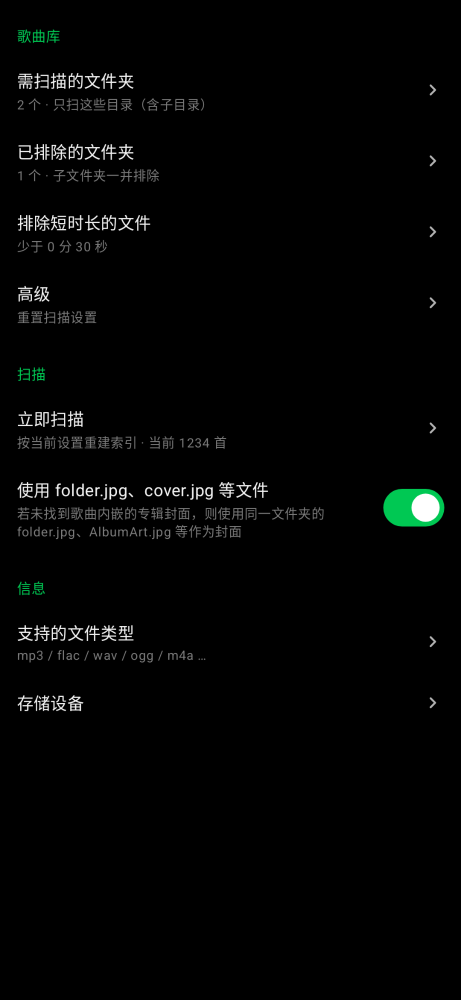 歌曲库
需扫描的文件夹
2 个 · 只扫这些目录（含子目录）
已排除的文件夹
1 个 · 子文件夹一并排除
排除短时长的文件
少于 0 分 30 秒
高级
重置扫描设置
扫描
立即扫描
按当前设置重建索引 · 当前 1234 首
使用 folder.jpg、cover.jpg 等文件
若未找到歌曲内嵌的专辑封面，则使用同一文件夹的
folder.jpg、AlbumArt.jpg 等作为封面
信息
支持的文件类型
mp3 / flac / wav / ogg / m4a ...
存储设备